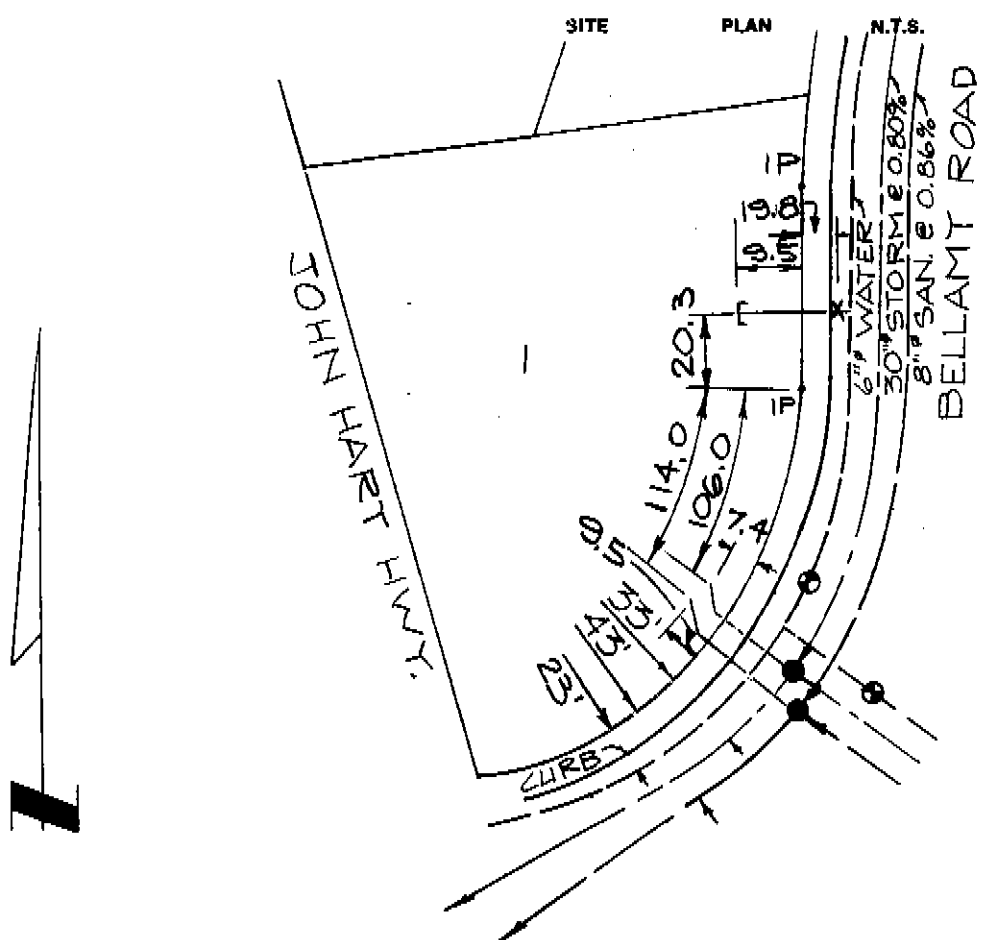 SITE PLAN N.T.S.
BELLAMY ROAD
6"ø WATER
30"ø STORM @ 0.80%
8"ø SAN. @ 0.86%
JOHN HART HWY.
1
IP
19.8
9.5
20.3
IP
114.0
106.0
7.4
9.5
33'
43'
23'
CURB